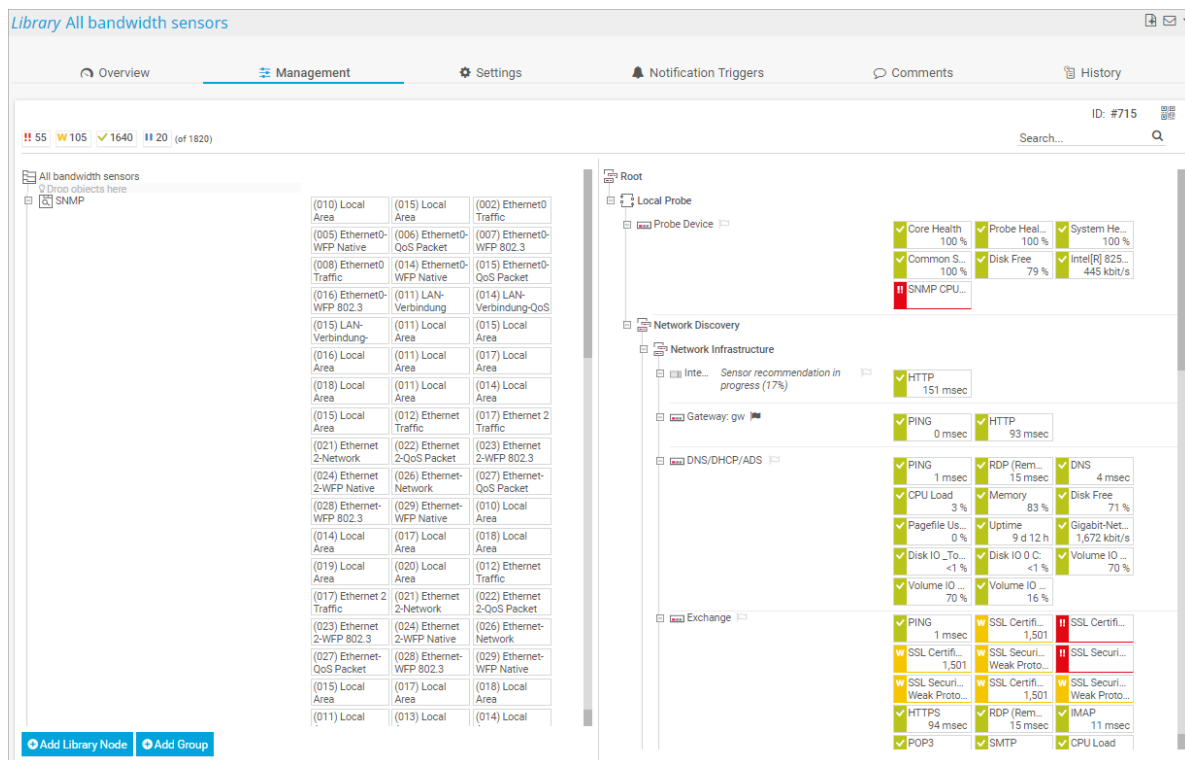 Library All bandwidth sensors
Overview Management Settings Notification Triggers Comments History
ID: #715
!! 55 W 105 1640 20 (of 1820)
Search...
All bandwidth sensors
Drop objects here
SNMP
(010) Local Area (015) Local Area (002) Ethernet0 Traffic
(005) Ethernet0-WFP Native (006) Ethernet0-QoS Packet (007) Ethernet0-WFP 802.3
(008) Ethernet0 Traffic (014) Ethernet0-WFP Native (015) Ethernet0-QoS Packet
(016) Ethernet0-WFP 802.3 (011) LAN-Verbindung (014) LAN-Verbindung-QoS
(015) LAN-Verbindung- (011) Local Area (015) Local Area
(016) Local Area (011) Local Area (017) Local Area
(018) Local Area (011) Local Area (014) Local Area
(015) Local Area (012) Ethernet Traffic (017) Ethernet 2 Traffic
(021) Ethernet 2-Network (022) Ethernet 2-QoS Packet (023) Ethernet 2-WFP 802.3
(024) Ethernet 2-WFP Native (026) Ethernet-Network (027) Ethernet-QoS Packet
(028) Ethernet-WFP 802.3 (029) Ethernet-WFP Native (010) Local Area
(014) Local Area (017) Local Area (018) Local Area
(019) Local Area (020) Local Area (012) Ethernet Traffic
(017) Ethernet 2 Traffic (021) Ethernet 2-Network (022) Ethernet 2-QoS Packet
(023) Ethernet 2-WFP 802.3 (024) Ethernet 2-WFP Native (026) Ethernet-Network
(027) Ethernet-QoS Packet (028) Ethernet-WFP 802.3 (029) Ethernet-WFP Native
(015) Local Area (017) Local Area (018) Local Area
(011) Local (013) Local (014) Local
Add Library Node Add Group
Root
Local Probe
Probe Device
Core Health 100 % Probe Heal... 100 % System He... 100 %
Common S... 100 % Disk Free 79 % Intel[R] 825... 445 kbit/s
!! SNMP CPU...
Network Discovery
Network Infrastructure
Inte... Sensor recommendation in progress (17%)
HTTP 151 msec
Gateway: gw
PING 0 msec HTTP 93 msec
DNS/DHCP/ADS
PING 1 msec RDP (Rem... 15 msec DNS 4 msec
CPU Load 3 % Memory 83 % Disk Free 71 %
Pagefile Us... 0 % Uptime 9 d 12 h Gigabit-Net... 1,672 kbit/s
Disk IO _To... <1 % Disk IO 0 C: <1 % Volume IO ... 70 %
Volume IO ... 70 % Volume IO ... 16 %
Exchange
PING 1 msec W SSL Certifi... 1,501 !! SSL Certifi...
W SSL Certifi... 1,501 W SSL Securi... Weak Proto... !! SSL Securi...
W SSL Securi... Weak Proto... W SSL Certifi... 1,501 W SSL Securi... Weak Proto...
HTTPS 94 msec RDP (Rem... 15 msec IMAP 11 msec
POP3 SMTP CPU Load